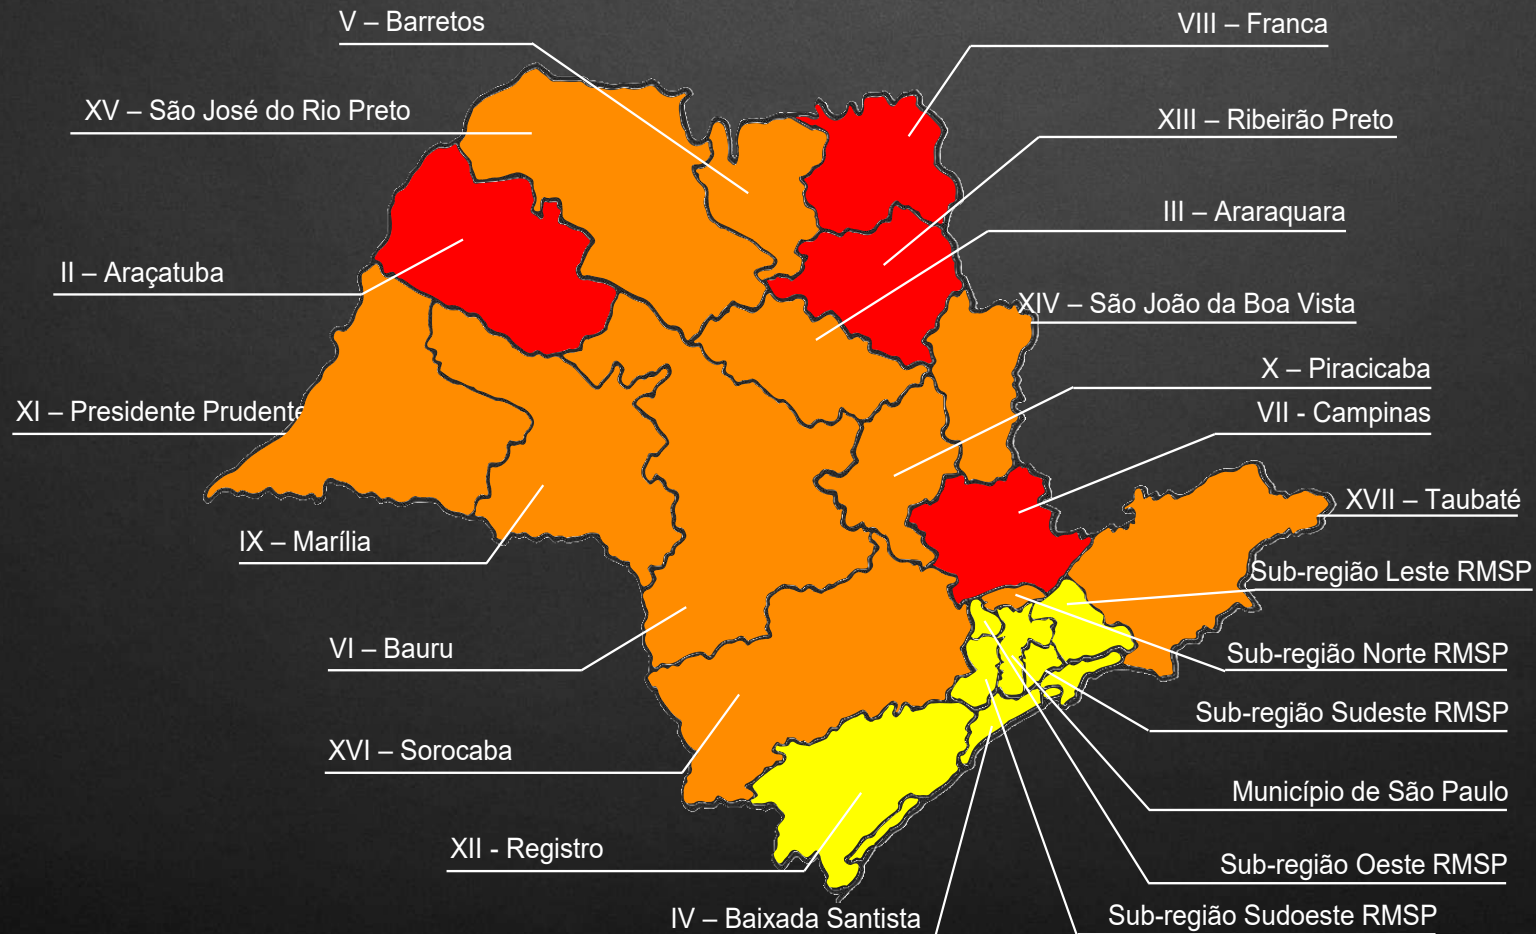 V – Barretos
VIII – Franca
XV – São José do Rio Preto
XIII – Ribeirão Preto
III – Araraquara
II – Araçatuba
XIV – São João da Boa Vista
X – Piracicaba
XI – Presidente Prudente
VII - Campinas
XVII – Taubaté
IX – Marília
Sub-região Leste RMSP
VI – Bauru
Sub-região Norte RMSP
Sub-região Sudeste RMSP
XVI – Sorocaba
Município de São Paulo
XII - Registro
Sub-região Oeste RMSP
IV – Baixada Santista
Sub-região Sudoeste RMSP